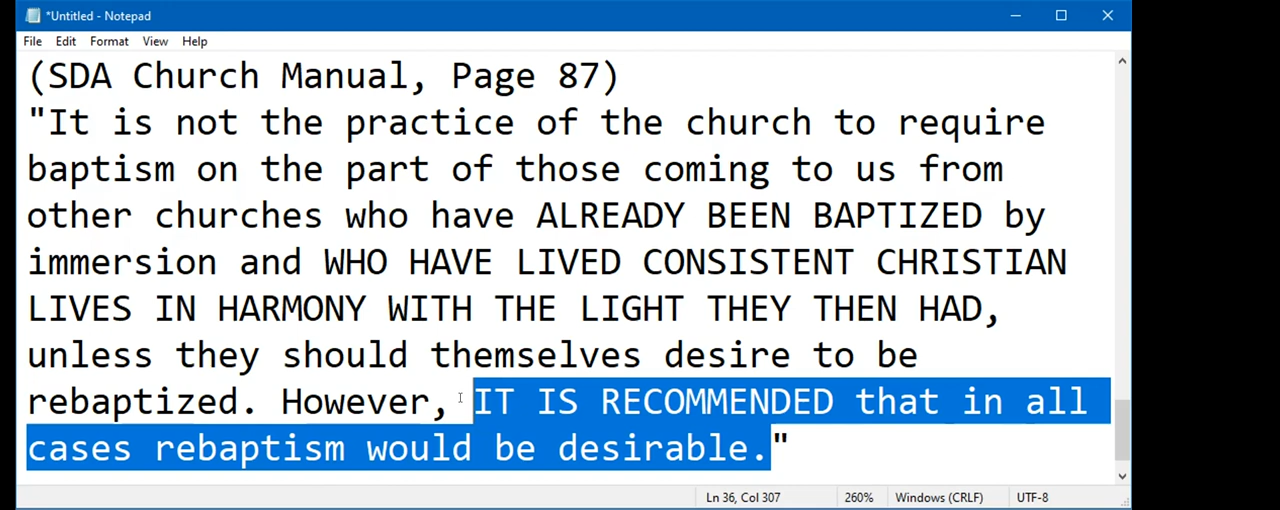 *Untitled - Notepad
File Edit Format View Help
(SDA Church Manual, Page 87)
"It is not the practice of the church to require
baptism on the part of those coming to us from
other churches who have ALREADY BEEN BAPTIZED by
immersion and WHO HAVE LIVED CONSISTENT CHRISTIAN
LIVES IN HARMONY WITH THE LIGHT THEY THEN HAD,
unless they should themselves desire to be
rebaptized. However, IT IS RECOMMENDED that in all
cases rebaptism would be desirable."
Ln 36, Col 307 260% Windows (CRLF) UTF-8